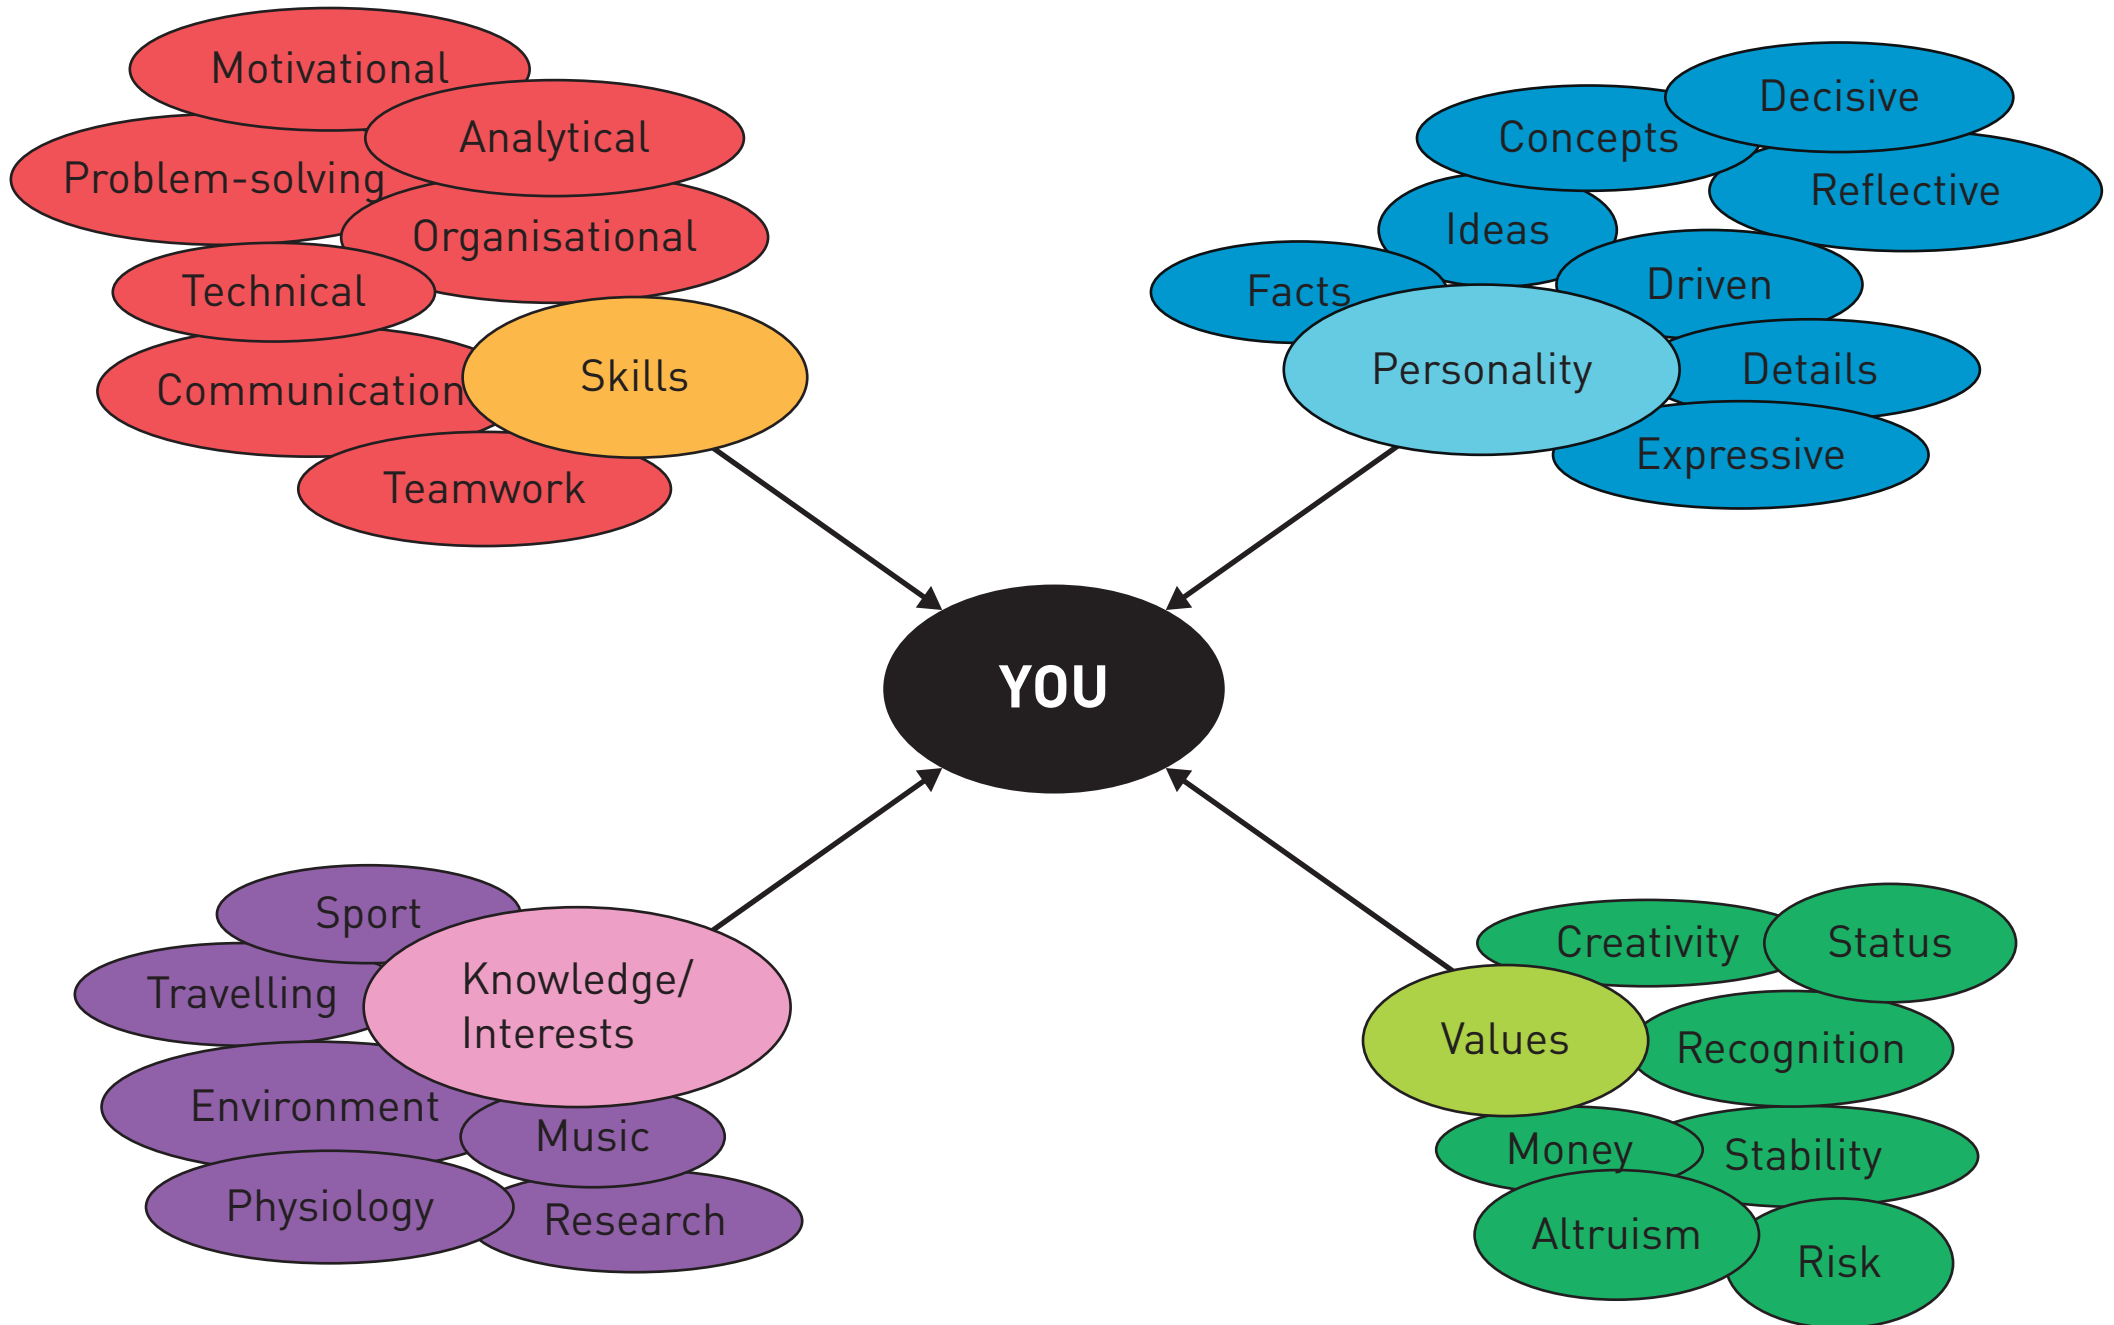 Motivational
Analytical
Problem-solving
Organisational
Technical
Skills
Communication
Teamwork
Decisive
Concepts
Reflective
Ideas
Facts
Driven
Personality
Details
Expressive
YOU
Sport
Travelling
Knowledge/
Interests
Environment
Music
Physiology
Research
Creativity
Status
Values
Recognition
Money
Stability
Altruism
Risk